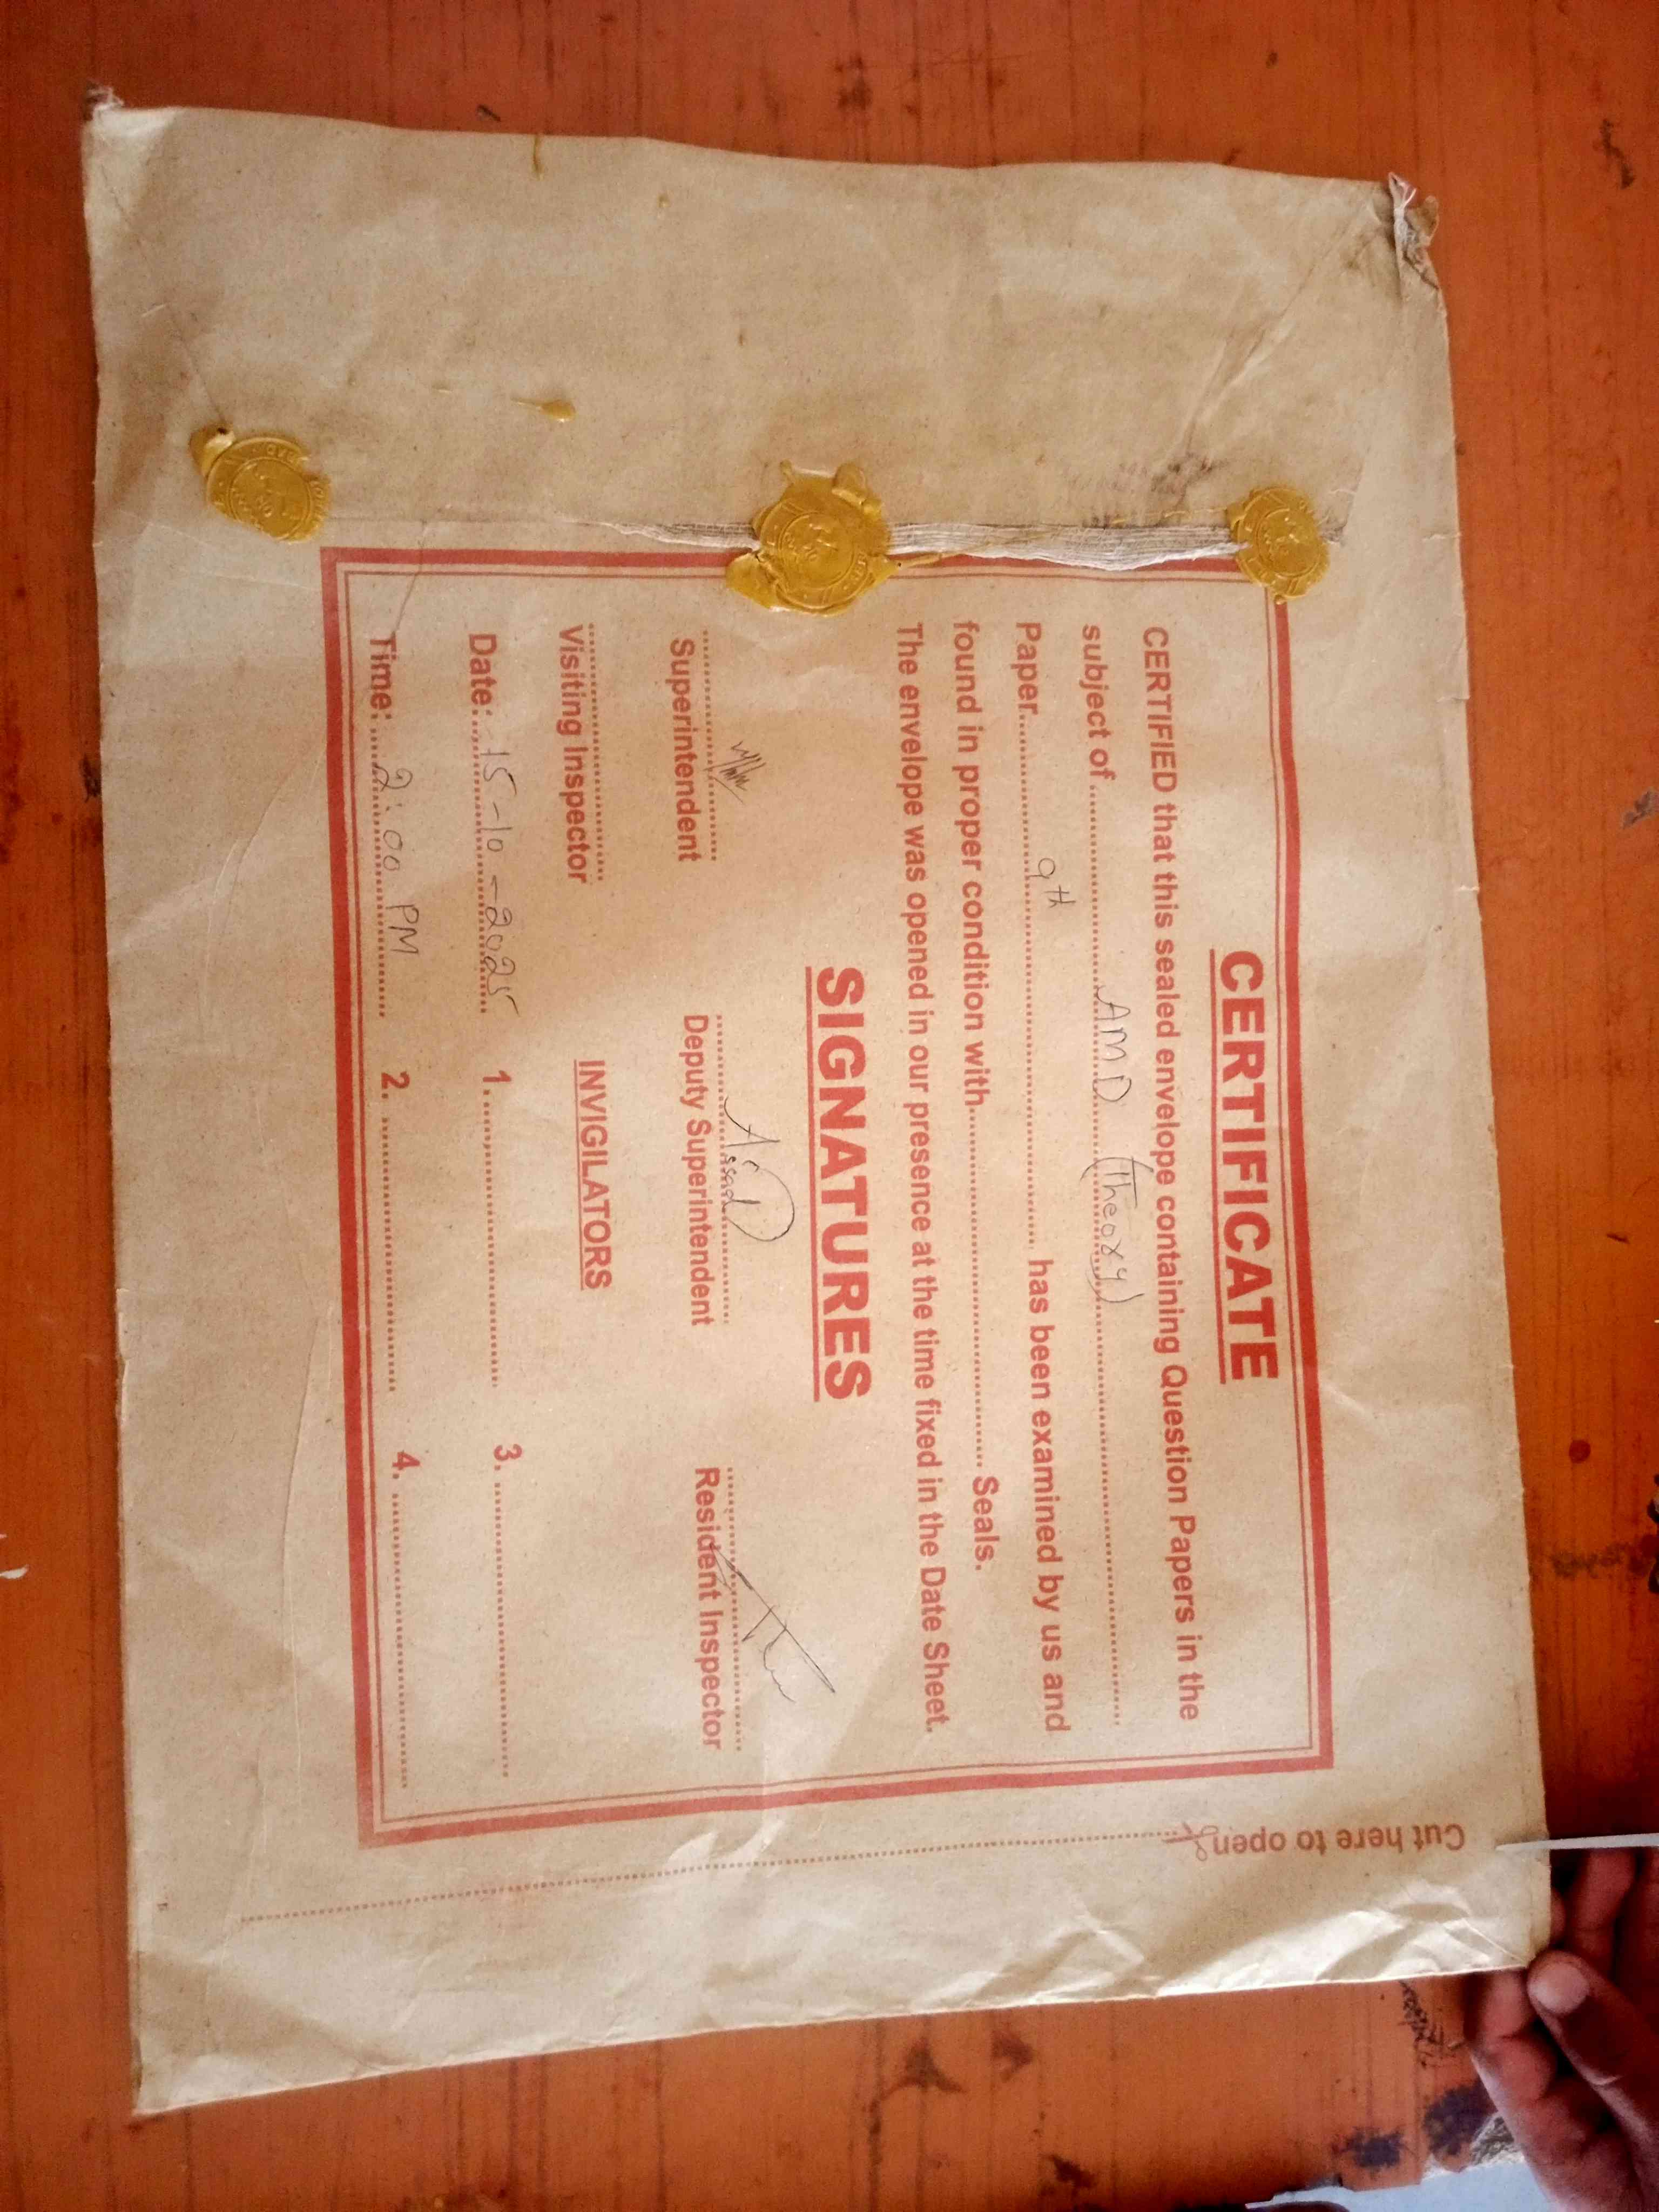 CERTIFICATE
CERTIFIED that this sealed envelope containing Question Papers in the
subject of.......... AMD (Theory) ..........
Paper.......... 9th .......... has been examined by us and
found in proper condition with.......... Seals.
The envelope was opened in our presence at the time fixed in the Date Sheet.
SIGNATURES
Assad
Superintendent Deputy Superintendent Resident Inspector
Visiting Inspector INVIGILATORS
Date: 15-10-2025 1. .......... 3. ..........
Time: 2:00 PM 2. .......... 4. ..........
Cut here to open